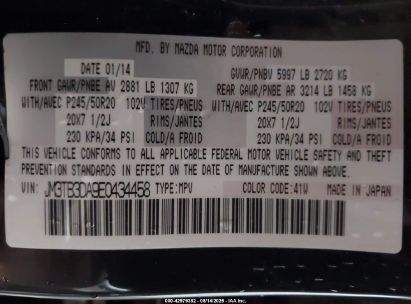 MFD. BY MAZDA MOTOR CORPORATION
DATE 01/14 GVWR/PNBV 5997 LB 2720 KG
FRONT GAWR/PNBE AV 2881 LB 1307 KG REAR GAWR/PNBE AR 3214 LB 1458 KG
WITH/AVEC P245/50R20 102V TIRES/PNEUS WITH/AVEC P245/50R20 102V TIRES/PNEUS
20X7 1/2J RIMS/JANTES 20X7 1/2J RIMS/JANTES
230 KPA/34 PSI COLD/A FROID 230 KPA/34 PSI COLD/A FROID
THIS VEHICLE CONFORMS TO ALL APPLICABLE FEDERAL MOTOR VEHICLE SAFETY AND THEFT
PREVENTION STANDARDS IN EFFECT ON THE DATE OF MANUFACTURE SHOWN ABOVE.
VIN: JM3TB3DA9E0434458 TYPE:MPV COLOR CODE:41W MADE IN JAPAN